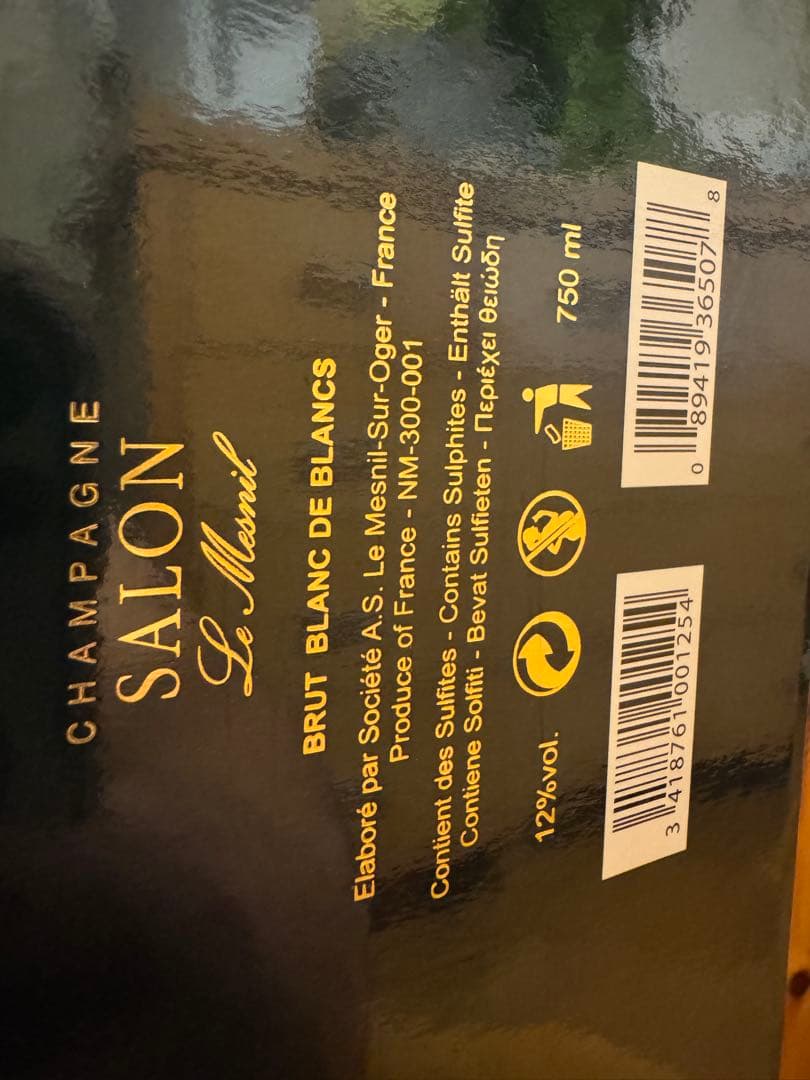 CHAMPAGNE
SALON
Le Mesnil
BRUT BLANC DE BLANCS
Elaboré par Société A.S. Le Mesnil-Sur-Oger - France
Produce of France - NM-300-001
Contient des Sulfites - Contains Sulphites - Enthält Sulfite
Contiene Solfiti - Bevat Sulfieten - Περιέχει θειώδη
12%vol. 750 ml
3 418761 001254
0 89419 36507 8